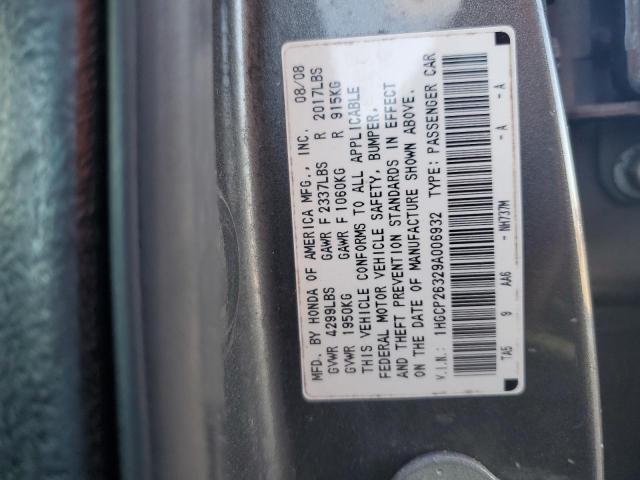 MFD. BY HONDA OF AMERICA MFG., INC. 08/08
GVWR 4299LBS GAWR F 2337LBS R 2017LBS
GVWR 1950KG GAWR F 1060KG R 915KG
THIS VEHICLE CONFORMS TO ALL APPLICABLE
FEDERAL MOTOR VEHICLE SAFETY, BUMPER,
AND THEFT PREVENTION STANDARDS IN EFFECT
ON THE DATE OF MANUFACTURE SHOWN ABOVE.
V.I.N.: 1HGCP26329A006932 TYPE: PASSENGER CAR
7A5 9 AA6 - NH737M - A - A